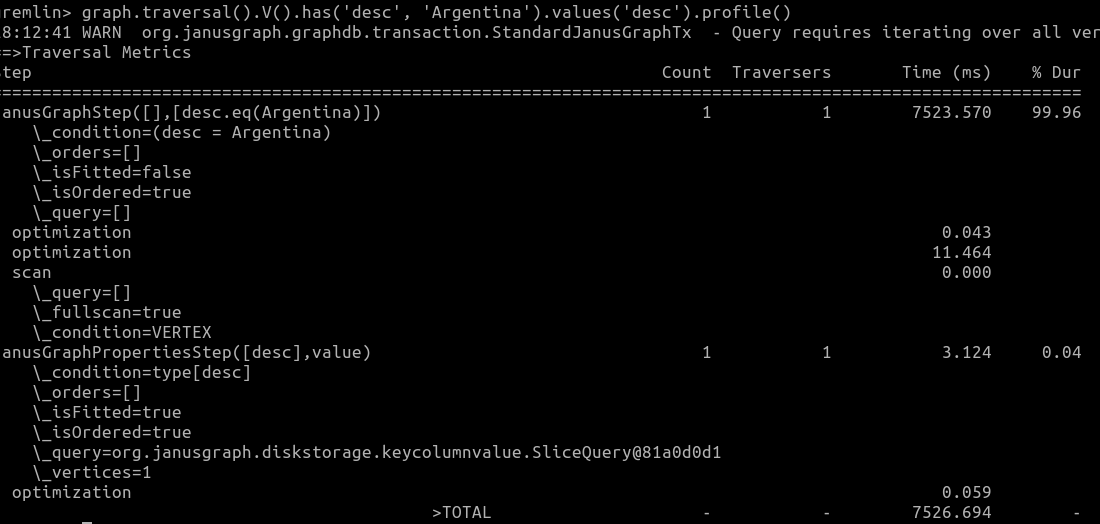 gremlin> graph.traversal().V().has('desc', 'Argentina').values('desc').profile()
18:12:41 WARN  org.janusgraph.graphdb.transaction.StandardJanusGraphTx  - Query requires iterating over all ver
==>Traversal Metrics
Step Count Traversers Time (ms) % Dur
=============================================================================================================
anusGraphStep([],[desc.eq(Argentina)]) 1 1 7523.570 99.96
\_condition=(desc = Argentina)
\_orders=[]
\_isFitted=false
\_isOrdered=true
\_query=[]
optimization 0.043
optimization 11.464
scan 0.000
\_query=[]
\_fullscan=true
\_condition=VERTEX
anusGraphPropertiesStep([desc],value) 1 1 3.124 0.04
\_condition=type[desc]
\_orders=[]
\_isFitted=true
\_isOrdered=true
\_query=org.janusgraph.diskstorage.keycolumnvalue.SliceQuery@81a0d0d1
\_vertices=1
optimization 0.059
>TOTAL - - 7526.694 -